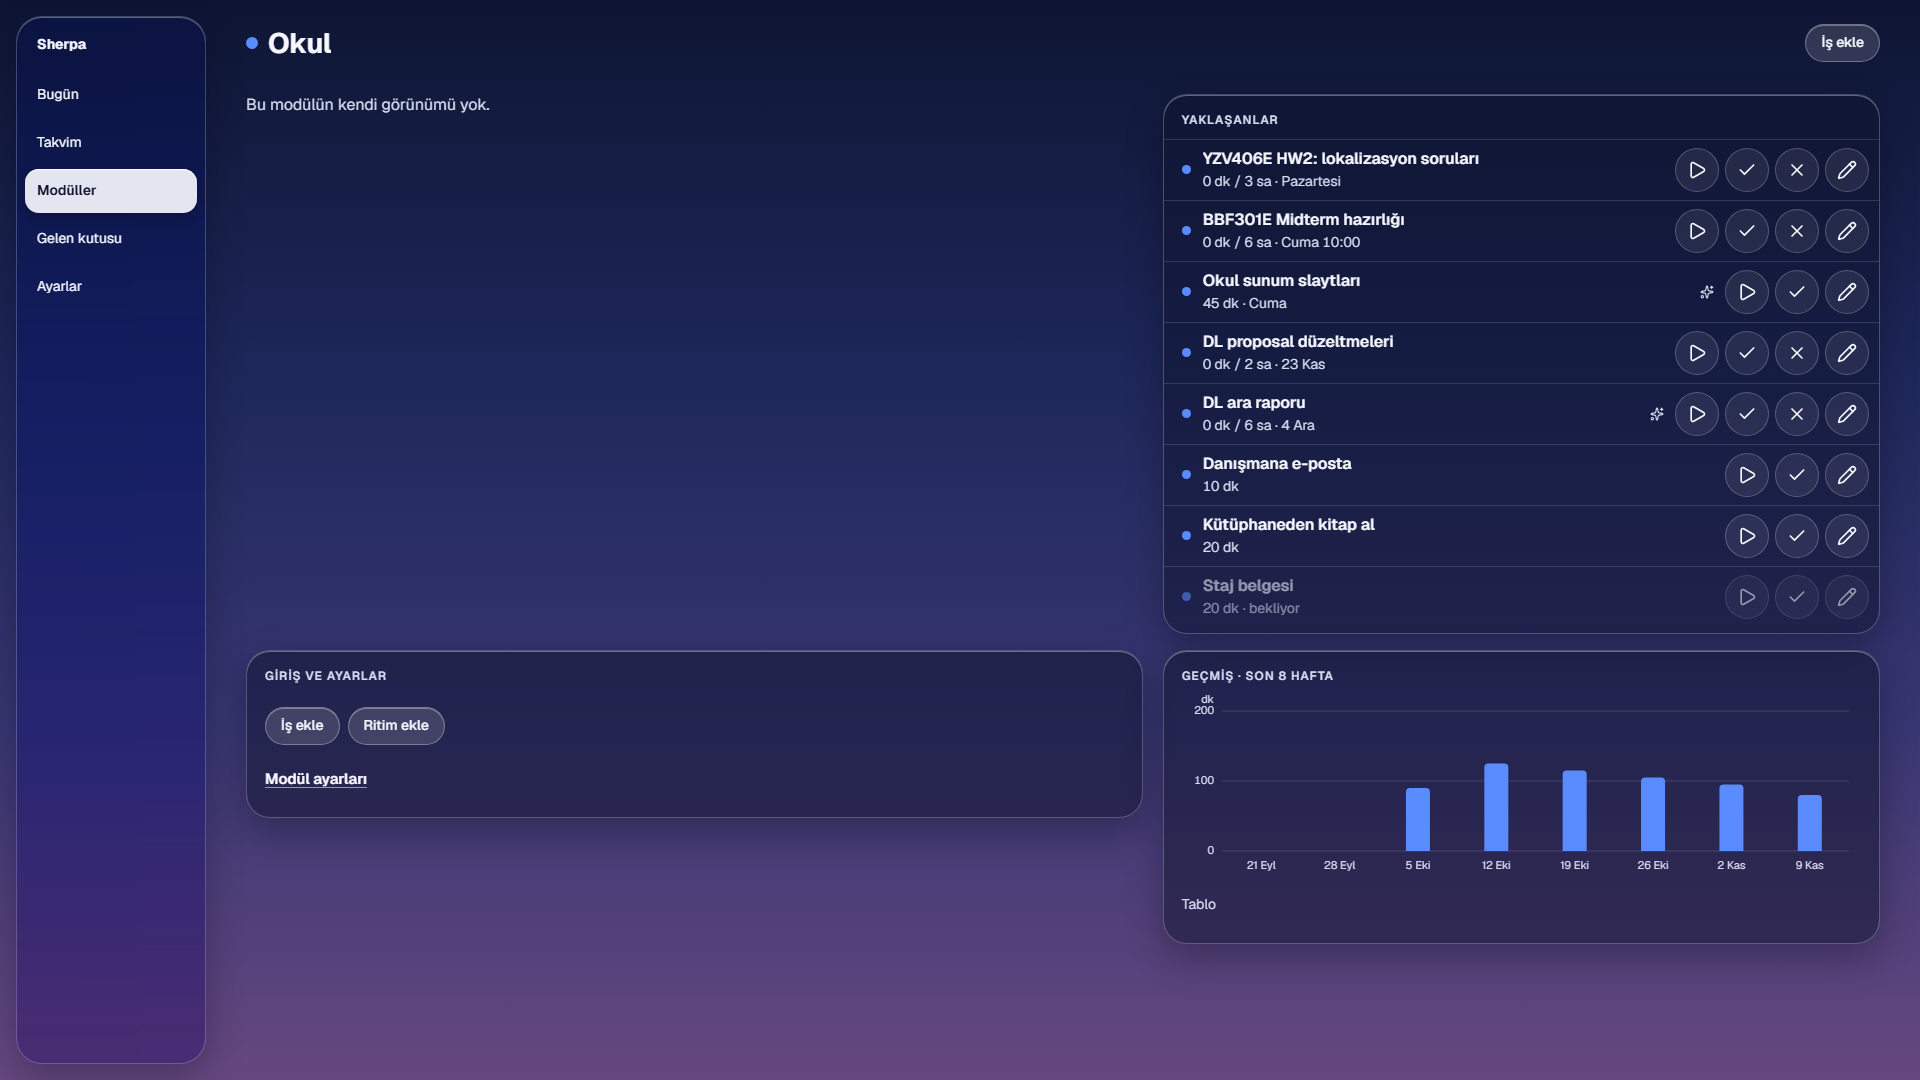 Sherpa
Bugün
Takvim
Modüller
Gelen kutusu
Ayarlar
Okul
İş ekle
Bu modülün kendi görünümü yok.
YAKLAŞANLAR
YZV406E HW2: lokalizasyon soruları
0 dk / 3 sa · Pazartesi
BBF301E Midterm hazırlığı
0 dk / 6 sa · Cuma 10:00
Okul sunum slaytları
45 dk · Cuma
DL proposal düzeltmeleri
0 dk / 2 sa · 23 Kas
DL ara raporu
0 dk / 6 sa · 4 Ara
Danışmana e-posta
10 dk
Kütüphaneden kitap al
20 dk
Staj belgesi
20 dk · bekliyor
GİRİŞ VE AYARLAR
İş ekle
Ritim ekle
Modül ayarları
GEÇMİŞ · SON 8 HAFTA
dk
200
100
0
21 Eyl
28 Eyl
5 Eki
12 Eki
19 Eki
26 Eki
2 Kas
9 Kas
Tablo